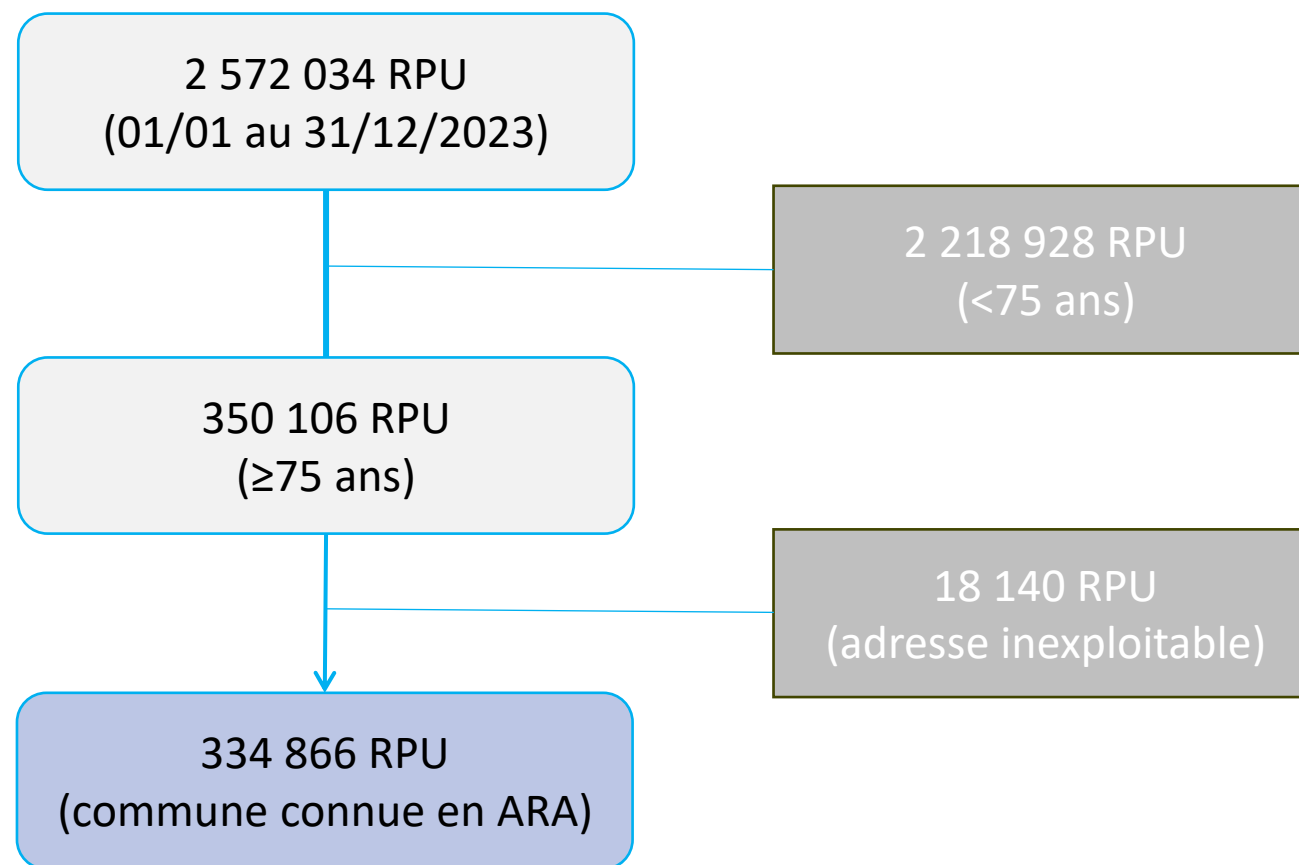 2 572 034 RPU
(01/01 au 31/12/2023)
2 218 928 RPU
(<75 ans)
350 106 RPU
(≥75 ans)
18 140 RPU
(adresse inexploitable)
334 866 RPU
(commune connue en ARA)